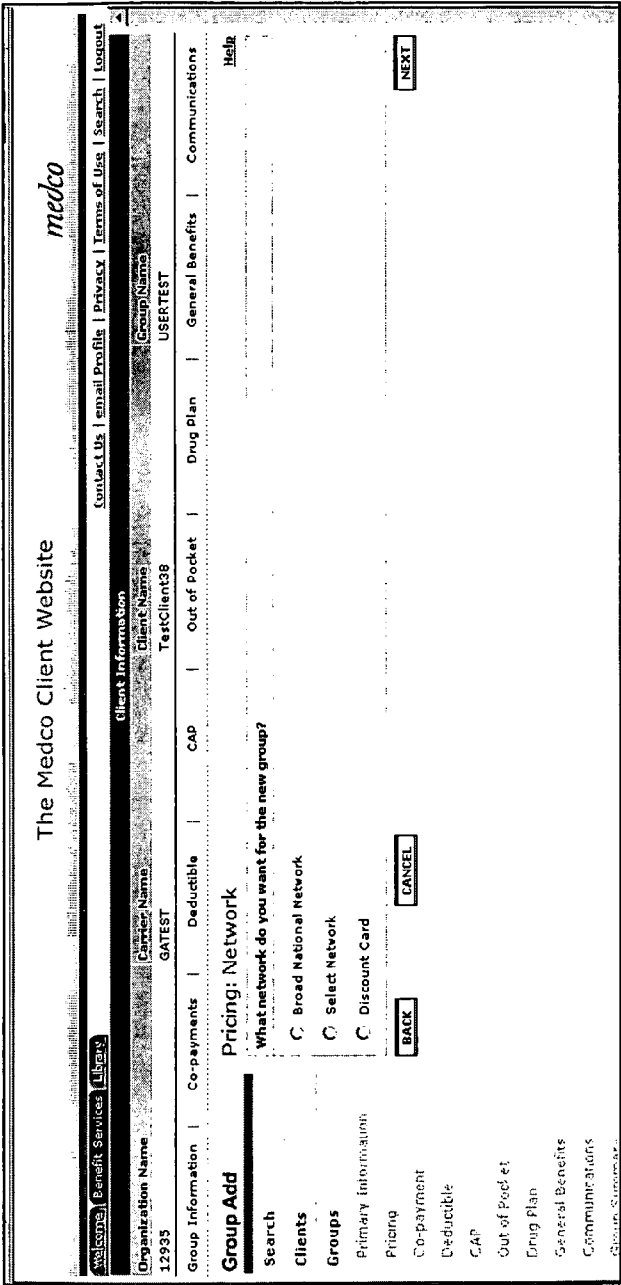 The Medco Client Website
medco
Welcome Benefit Services Library
Contact Us | email Profile | Privacy | Terms of Use | Search | Logout
Client Information
Organization Name Carrier Name Client Name Group Name
12935 GATEST TestClient38 USERTEST
Group Information | Co-payments | Deductible | CAP | Out of Pocket | Drug Plan | General Benefits | Communications
Group Add
Search
Clients
Groups
Primary Information
Pricing
Co-payment
Deductible
CAP
Out of Pocket
Drug Plan
General Benefits
Communications
Group Summary
Pricing: Network
Help
What network do you want for the new group?
Broad National Network
Select Network
Discount Card
BACK CANCEL NEXT